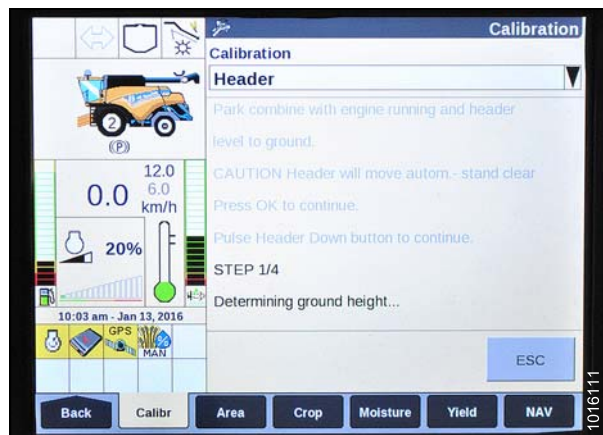 Calibration
Calibration
Header
Park combine with engine running and header
level to ground.
CAUTION Header will move autom.- stand clear
Press OK to continue.
Pulse Header Down button to continue.
STEP 1/4
Determining ground height...
ESC
2
(P)
12.0
0.0
6.0
km/h
20%
10:03 am - Jan 13, 2016
GPS
MAN
Back
Calibr
Area
Crop
Moisture
Yield
NAV
1016111